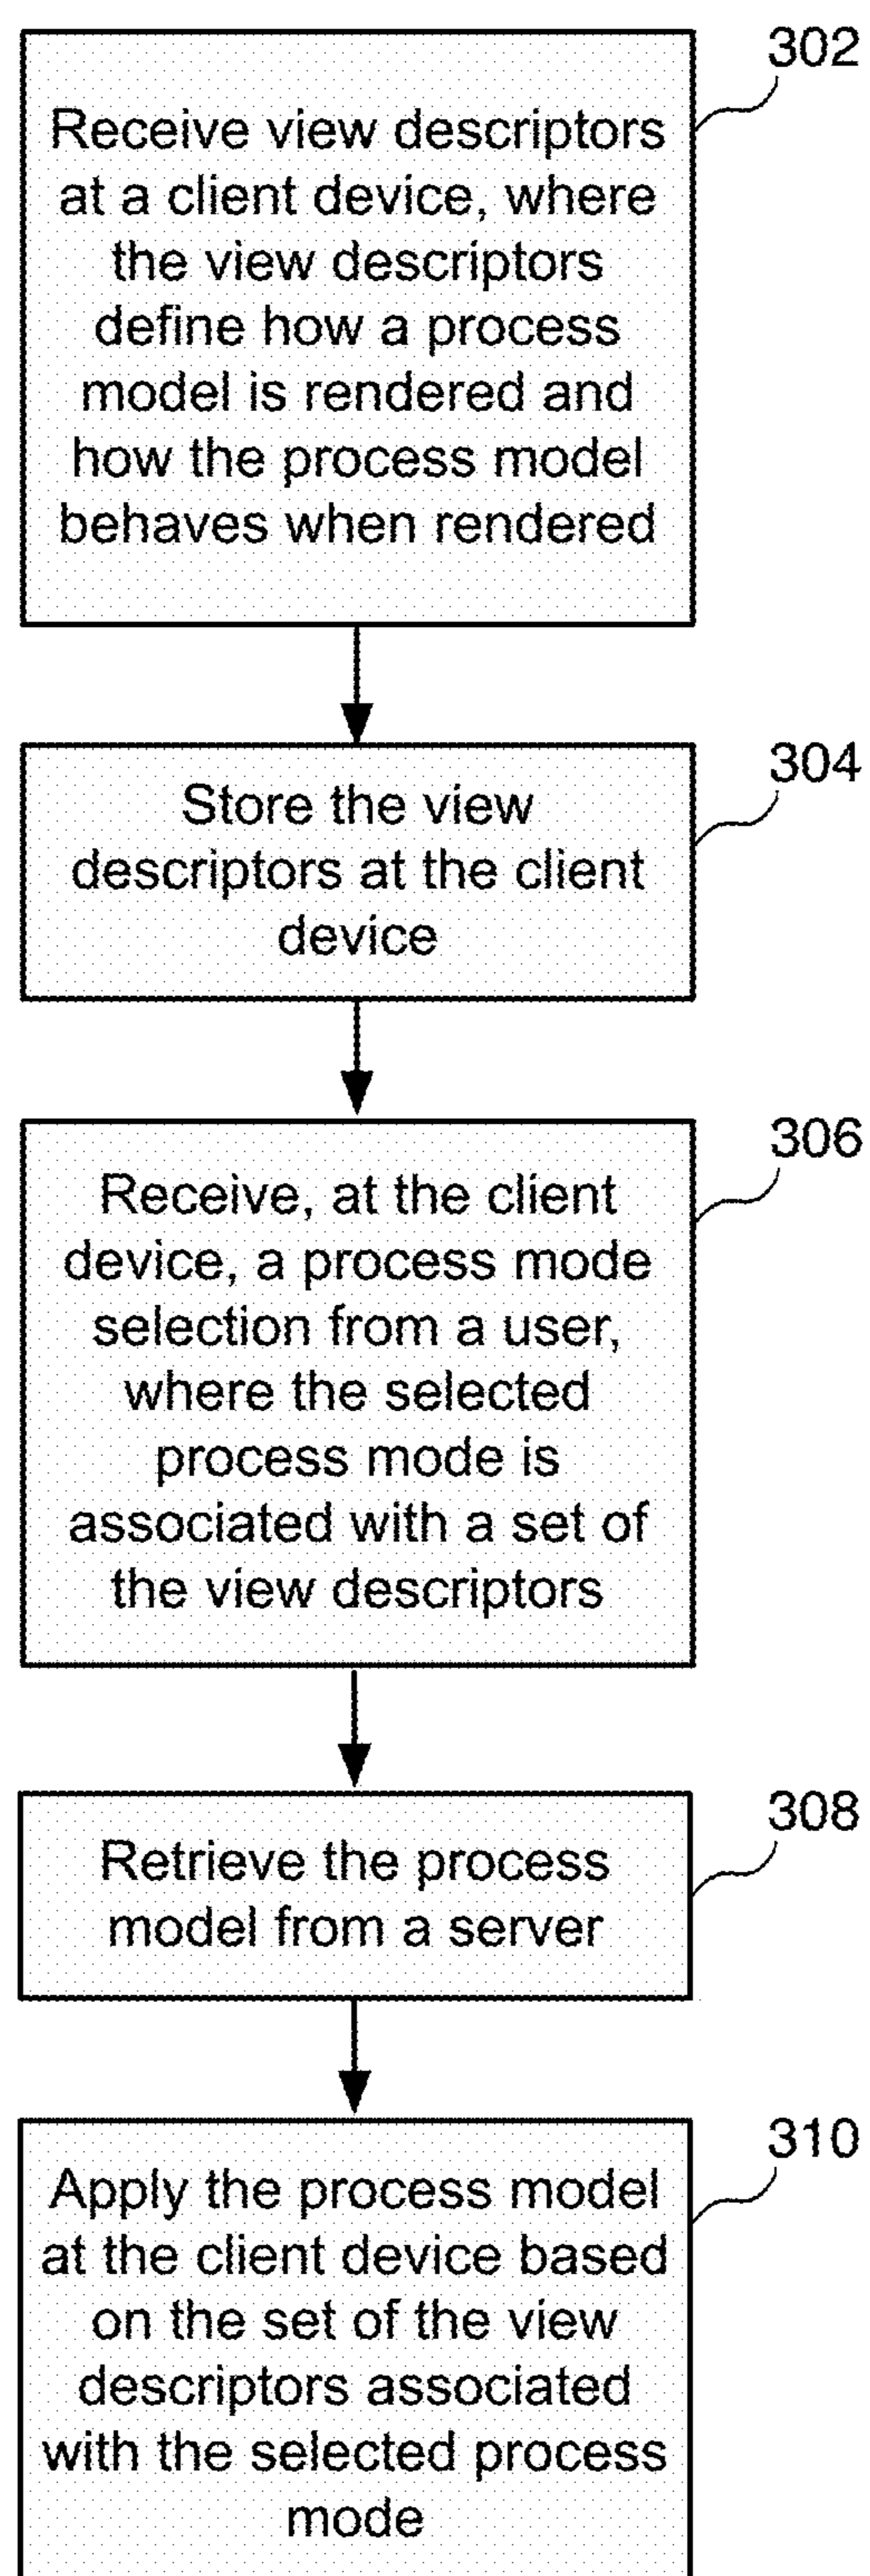 302
Receive view descriptors
at a client device, where
the view descriptors
define how a process
model is rendered and
how the process model
behaves when rendered
304
Store the view
descriptors at the client
device
306
Receive, at the client
device, a process mode
selection from a user,
where the selected
process mode is
associated with a set of
the view descriptors
308
Retrieve the process
model from a server
310
Apply the process model
at the client device based
on the set of the view
descriptors associated
with the selected process
mode